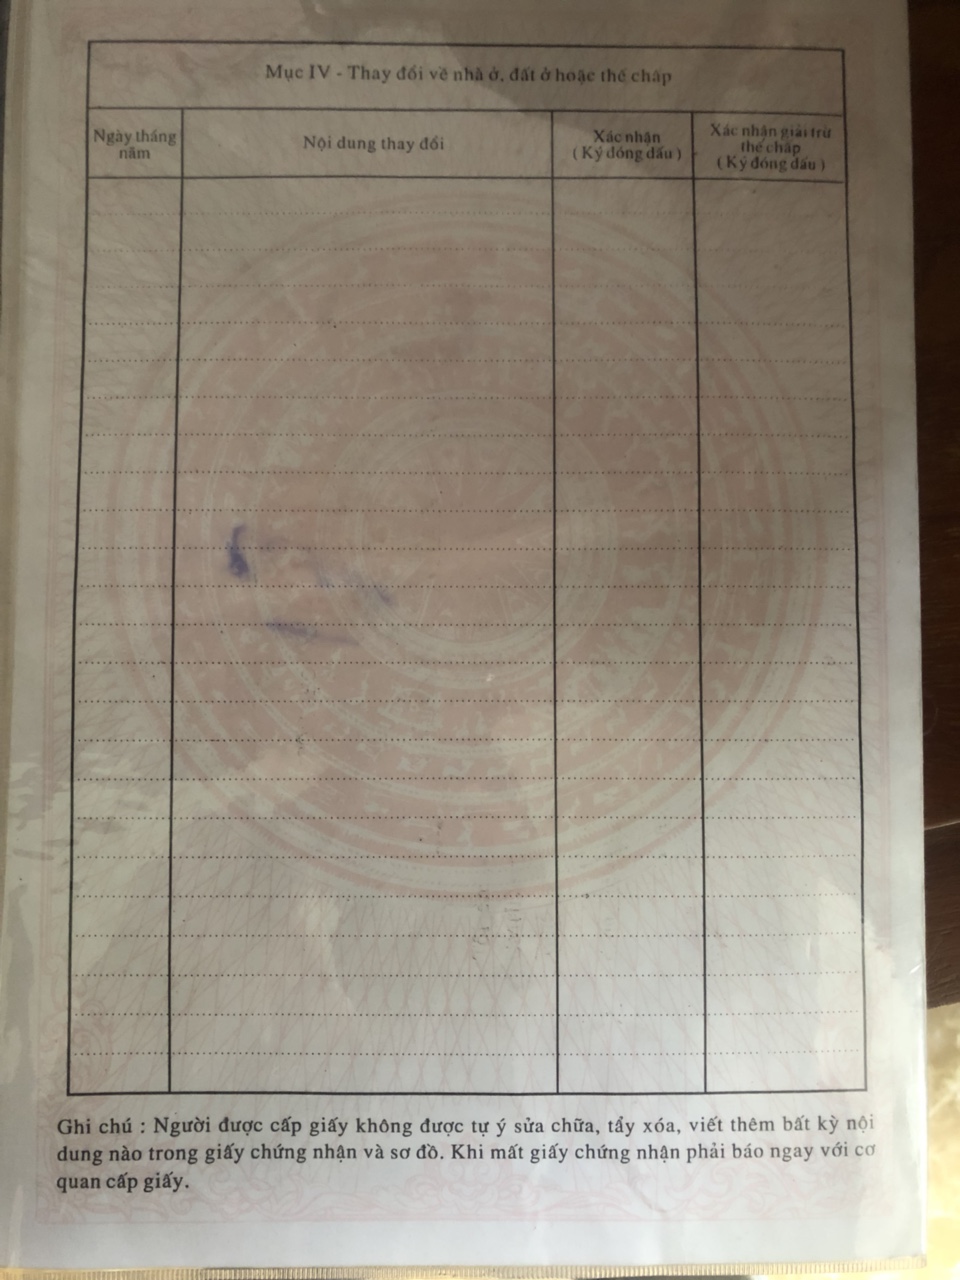 Mục IV - Thay đổi về nhà ở, đất ở hoặc thế chấp
Ngày tháng
năm
Nội dung thay đổi
Xác nhận
( Ký đóng dấu )
Xác nhận giải trừ
thế chấp
( Ký đóng dấu )
Ghi chú : Người được cấp giấy không được tự ý sửa chữa, tẩy xóa, viết thêm bất kỳ nội
dung nào trong giấy chứng nhận và sơ đồ. Khi mất giấy chứng nhận phải báo ngay với cơ
quan cấp giấy.